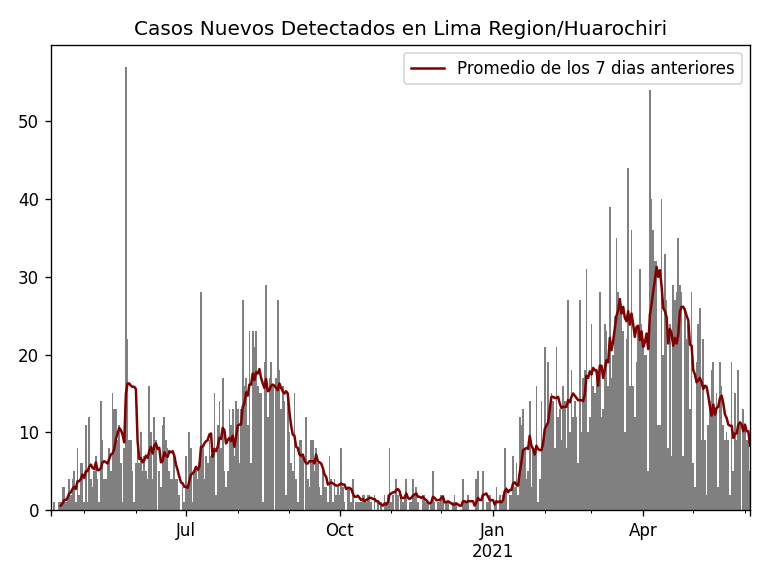 Casos Nuevos Detectados en Lima Region/Huarochiri
Promedio de los 7 dias anteriores
50
40
30
20
10
0
Jul
Oct
Jan
2021
Apr